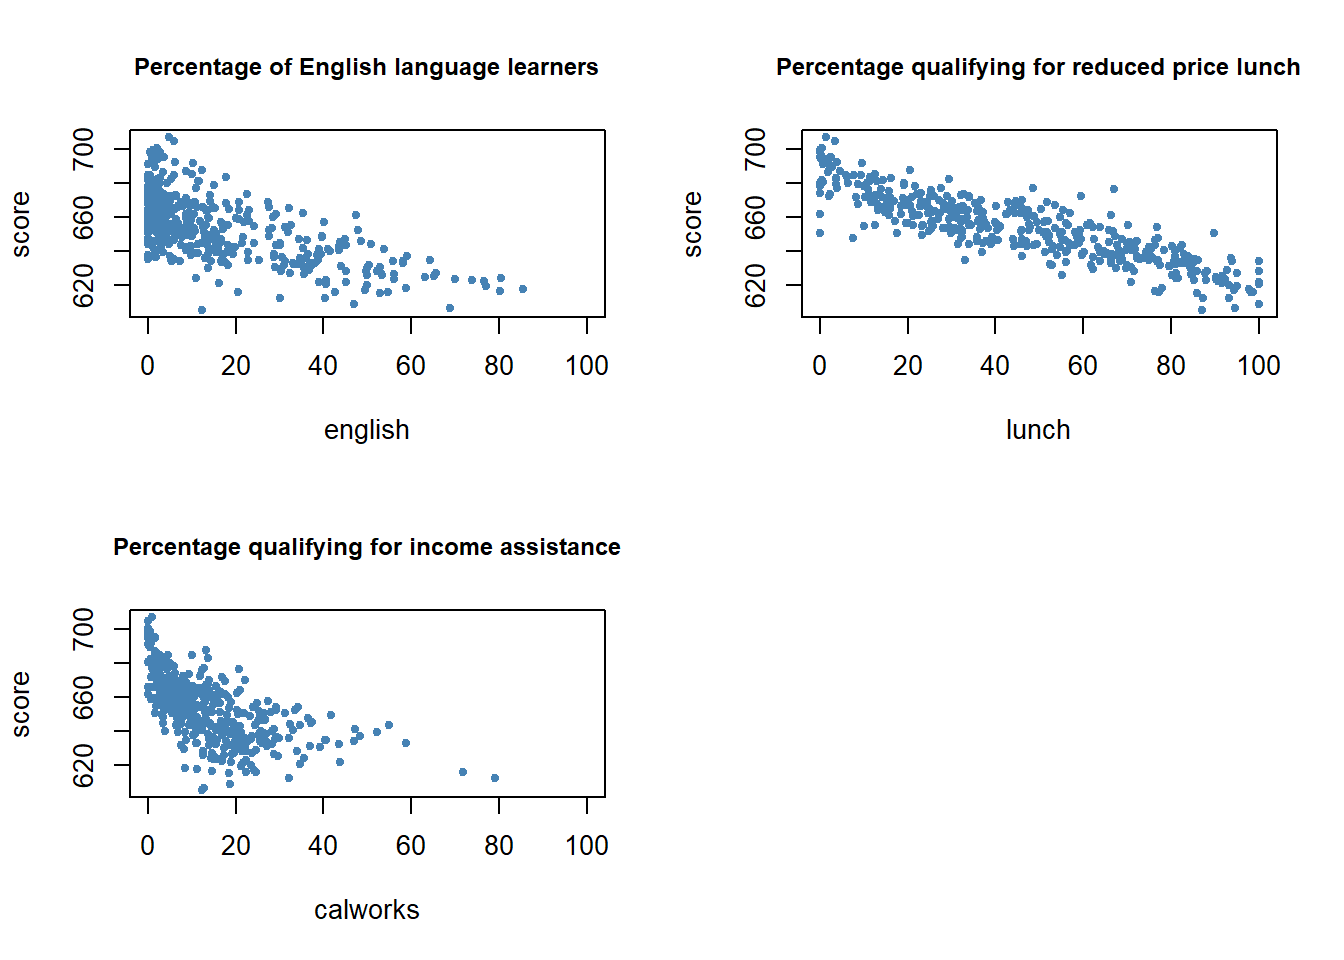 Percentage of English language learners
score
620 660 700
0 20 40 60 80 100
english
Percentage qualifying for reduced price lunch
score
620 660 700
0 20 40 60 80 100
lunch
Percentage qualifying for income assistance
score
620 660 700
0 20 40 60 80 100
calworks